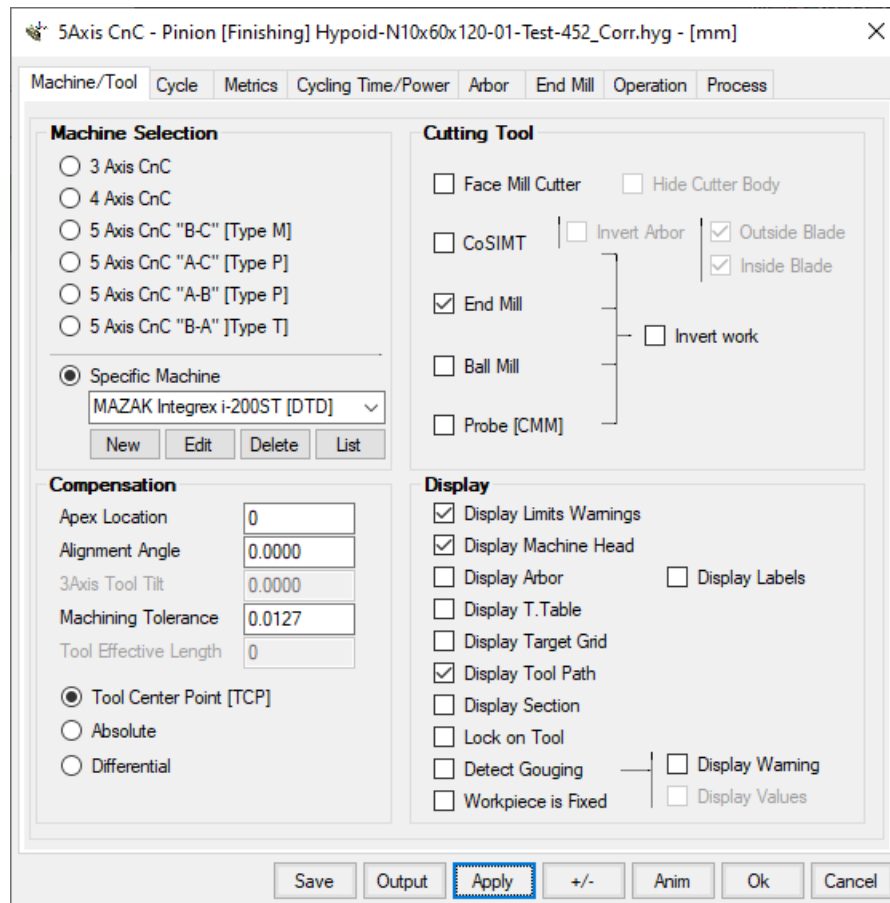 5Axis CnC - Pinion [Finishing] Hypoid-N10x60x120-01-Test-452_Corr.hyg - [mm]
Machine/Tool Cycle Metrics Cycling Time/Power Arbor End Mill Operation Process
Machine Selection
3 Axis CnC
4 Axis CnC
5 Axis CnC "B-C" [Type M]
5 Axis CnC "A-C" [Type P]
5 Axis CnC "A-B" [Type P]
5 Axis CnC "B-A" ]Type T]
Specific Machine
MAZAK Integrex i-200ST [DTD]
New Edit Delete List
Cutting Tool
Face Mill Cutter Hide Cutter Body
CoSIMT Invert Arbor Outside Blade
Inside Blade
End Mill
Invert work
Ball Mill
Probe [CMM]
Compensation
Apex Location 0
Alignment Angle 0.0000
3Axis Tool Tilt 0.0000
Machining Tolerance 0.0127
Tool Effective Length 0
Tool Center Point [TCP]
Absolute
Differential
Display
Display Limits Warnings
Display Machine Head
Display Arbor Display Labels
Display T.Table
Display Target Grid
Display Tool Path
Display Section
Lock on Tool
Detect Gouging Display Warning
Workpiece is Fixed Display Values
Save Output Apply +/- Anim Ok Cancel